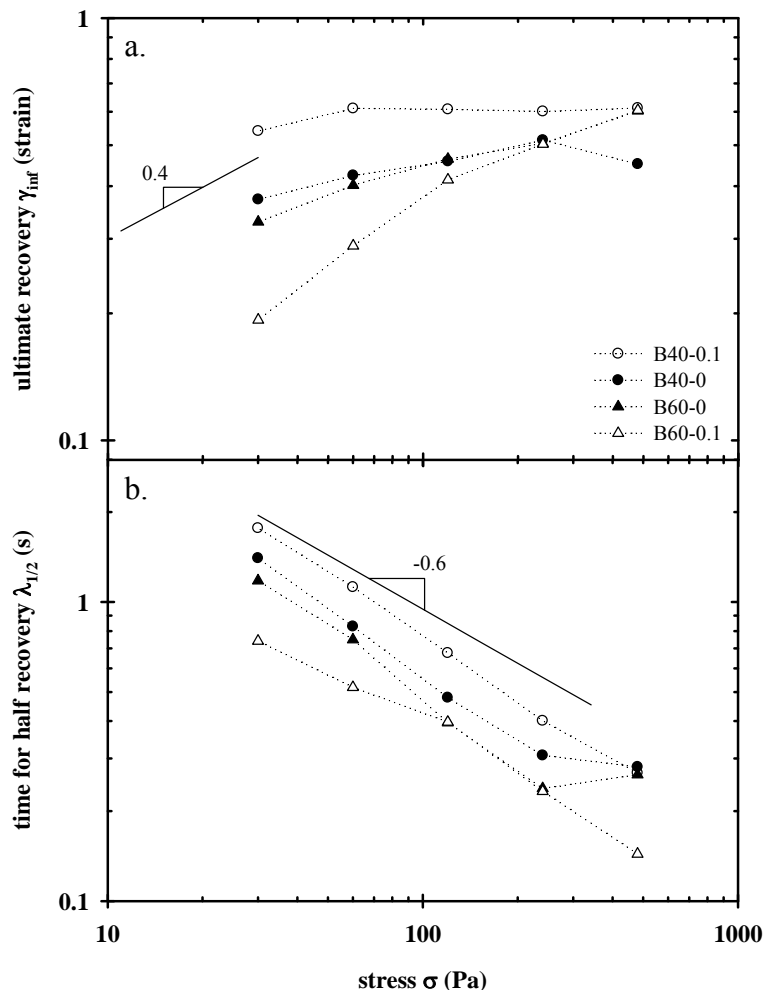 1
a.
0.4
ultimate recovery γinf (strain)
B40-0.1
B40-0
B60-0
B60-0.1
0.1
b.
-0.6
1
time for half recovery λ1/2 (s)
0.1
10
100
1000
stress σ (Pa)